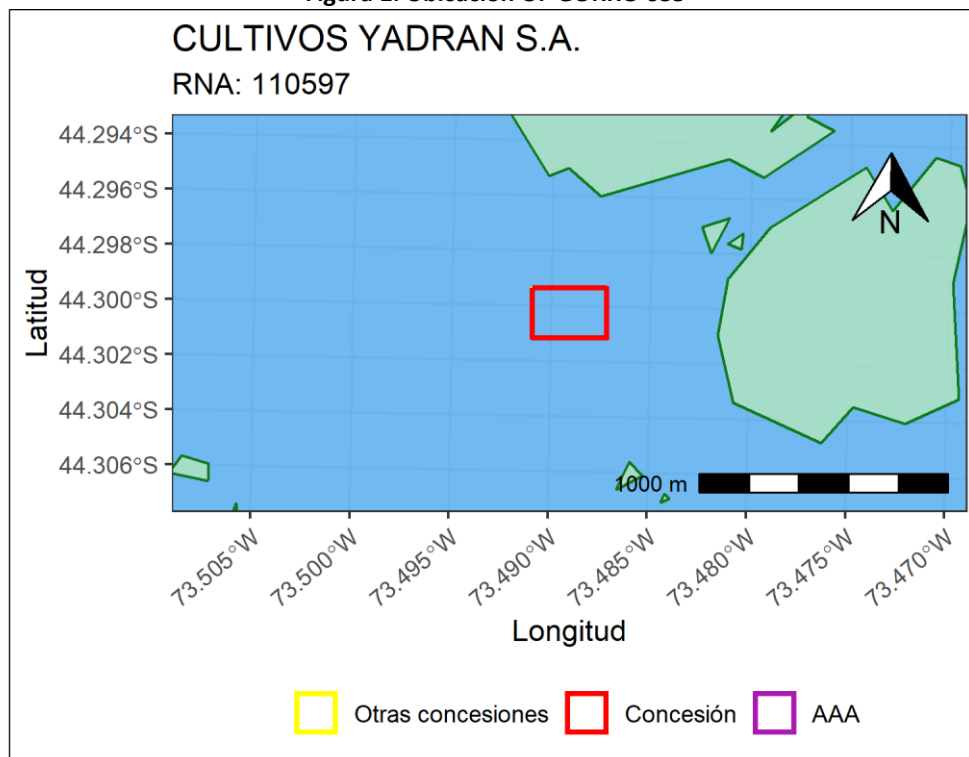 CULTIVOS YADRAN S.A.
RNA: 110597
44.294°S
44.296°S
44.298°S
44.300°S
44.302°S
44.304°S
44.306°S
Latitud
N
1000 m
73.505°W
73.500°W
73.495°W
73.490°W
73.485°W
73.480°W
73.475°W
73.470°W
Longitud
Otras concesiones
Concesión
AAA